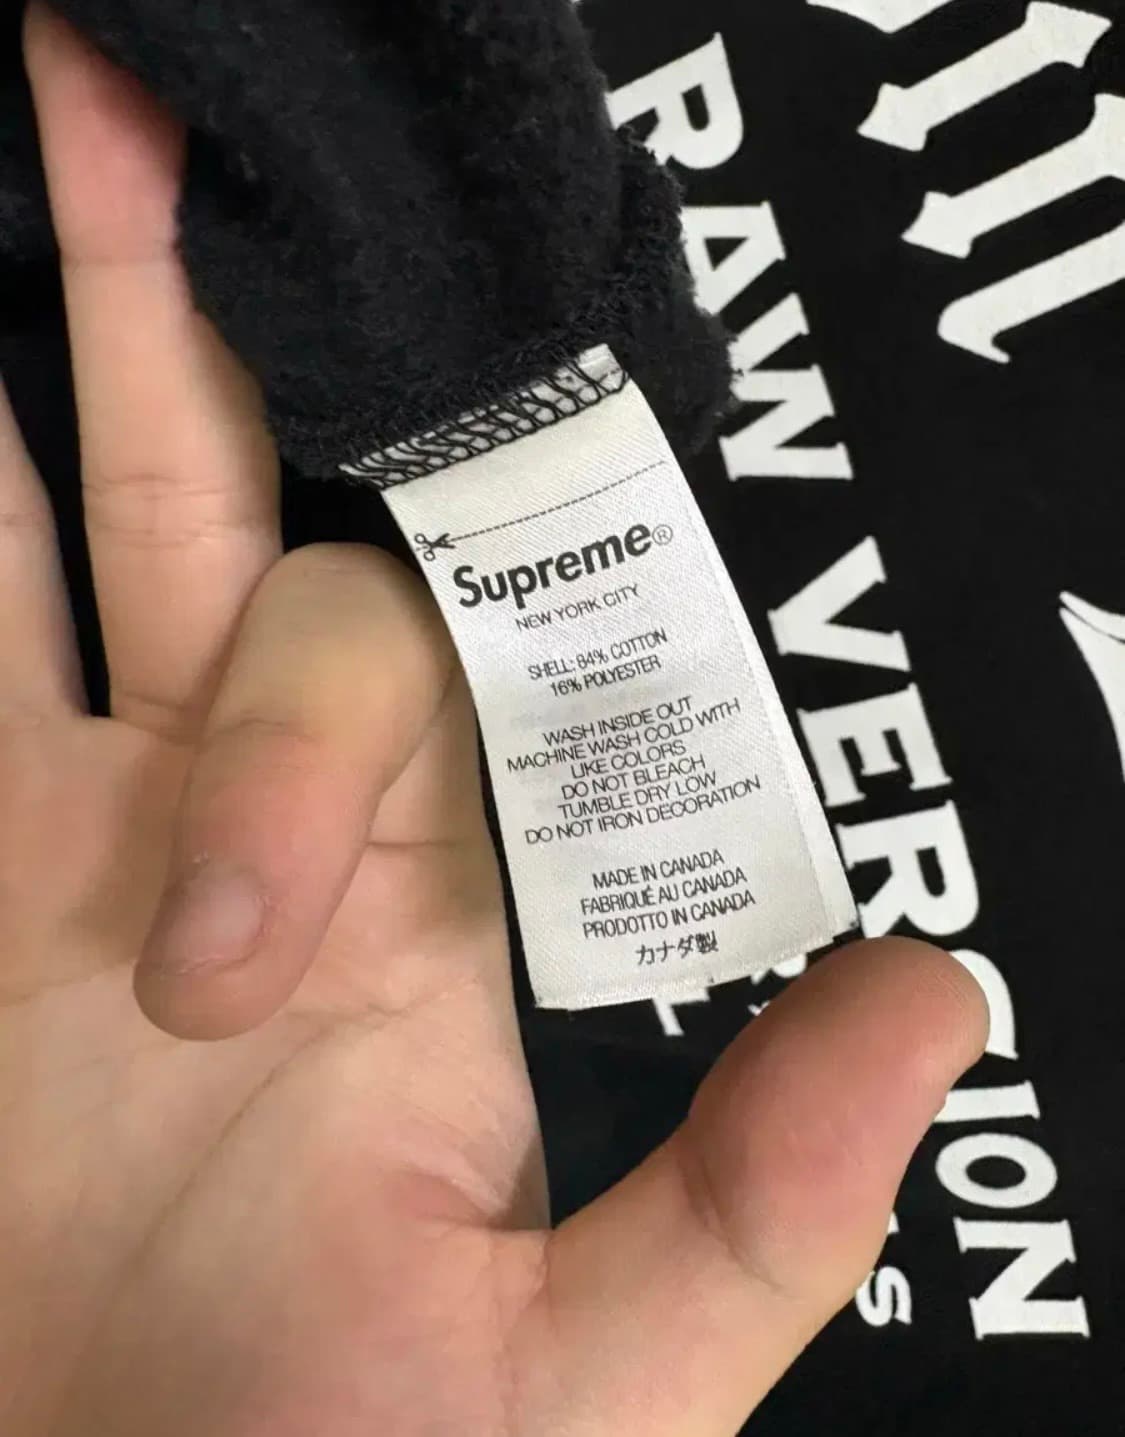 Supreme®
NEW YORK CITY
SHELL: 84% COTTON
16% POLYESTER
WASH INSIDE OUT
MACHINE WASH COLD WITH
LIKE COLORS
DO NOT BLEACH
TUMBLE DRY LOW
DO NOT IRON DECORATION
MADE IN CANADA
FABRIQUÉ AU CANADA
PRODOTTO IN CANADA
カナダ製
RAW VERSION